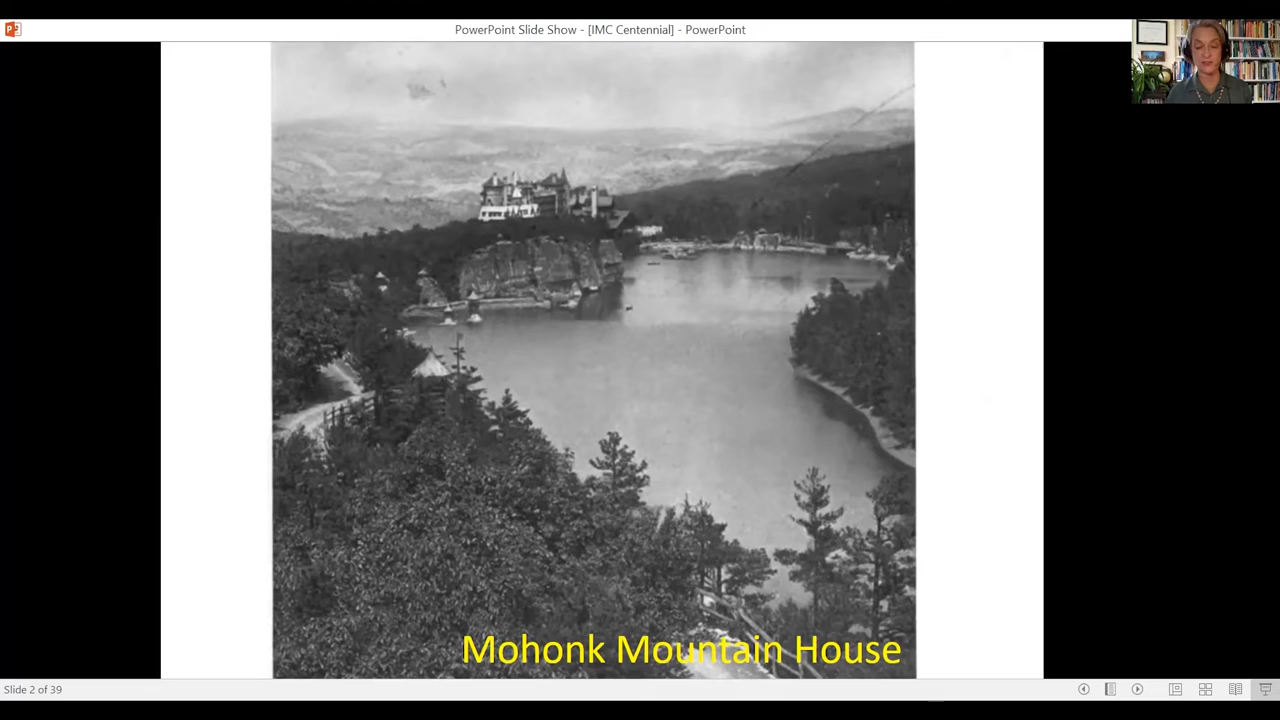 PowerPoint Slide Show - [IMC Centennial] - PowerPoint
Mohonk Mountain House
Slide 2 of 39